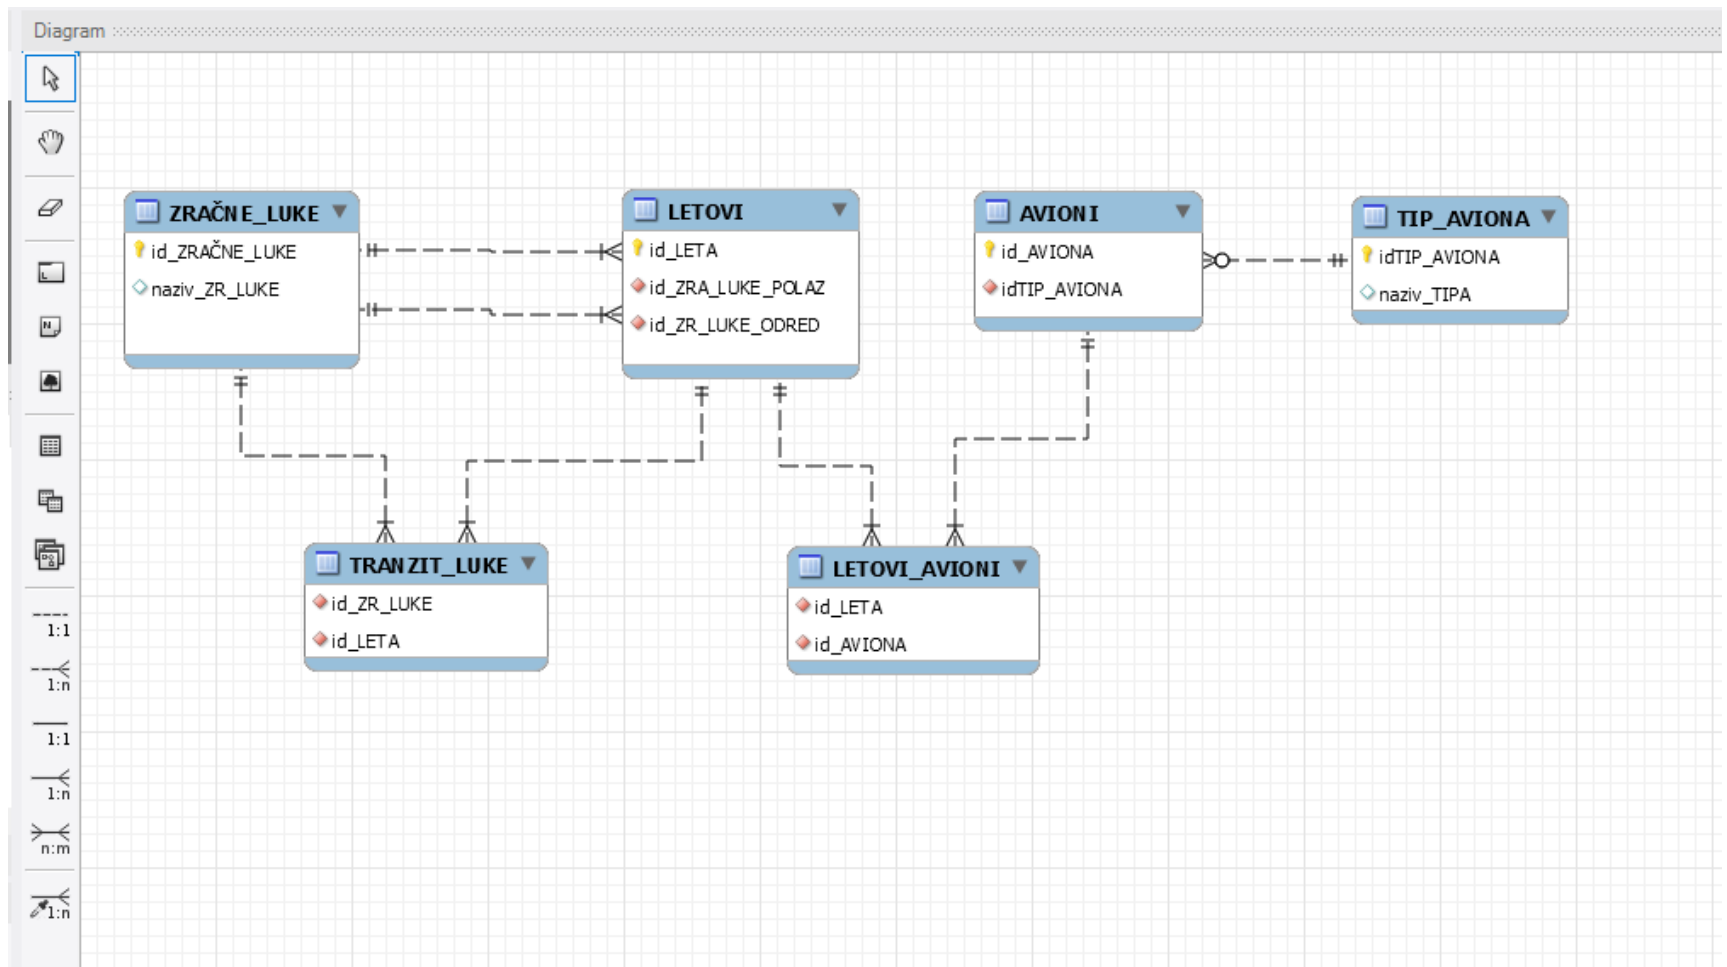 Diagram
ZRAČNE_LUKE
id_ZRAČNE_LUKE
naziv_ZR_LUKE
LETOVI
id_LETA
id_ZRA_LUKE_POLAZ
id_ZR_LUKE_ODRED
AVIONI
id_AVIONA
idTIP_AVIONA
TIP_AVIONA
idTIP_AVIONA
naziv_TIPA
TRANZIT_LUKE
id_ZR_LUKE
id_LETA
LETOVI_AVIONI
id_LETA
id_AVIONA
1:1
1:n
1:1
1:n
n:m
1:n